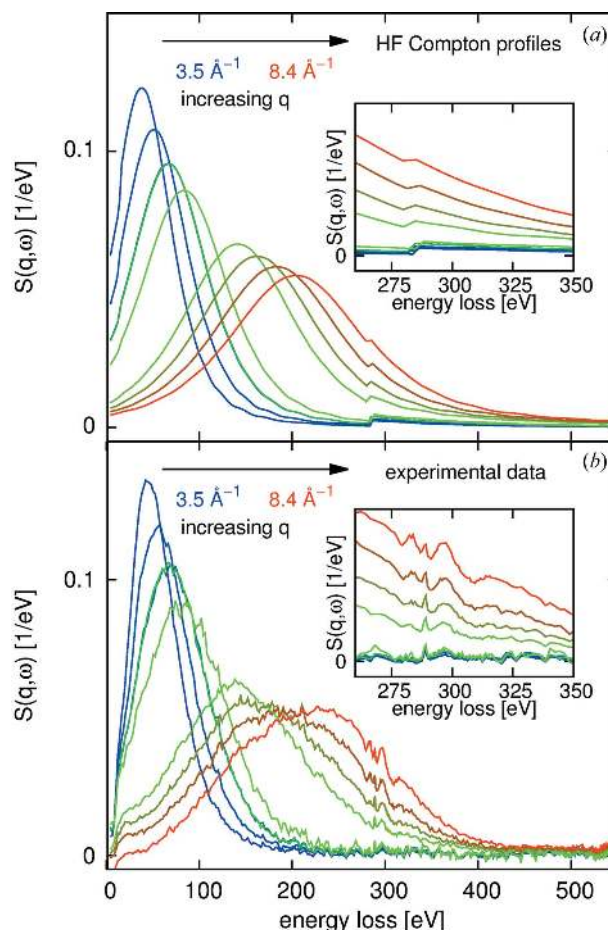 (a)
HF Compton profiles
3.5 Å⁻¹ 8.4 Å⁻¹
increasing q
S(q,ω) [1/eV]
0.1
0
S(q,ω) [1/eV]
0
275 300 325 350
energy loss [eV]
(b)
experimental data
3.5 Å⁻¹ 8.4 Å⁻¹
increasing q
S(q,ω) [1/eV]
0.1
0
S(q,ω) [1/eV]
0
275 300 325 350
energy loss [eV]
0 100 200 300 400 500
energy loss [eV]